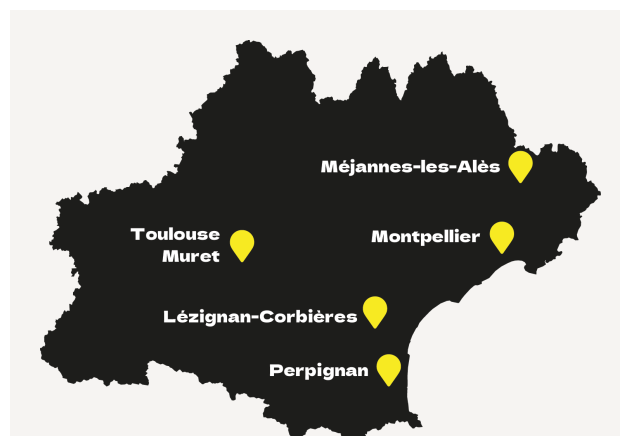 Méjannes-les-Alès
Toulouse
Muret
Montpellier
Lézignan-Corbières
Perpignan